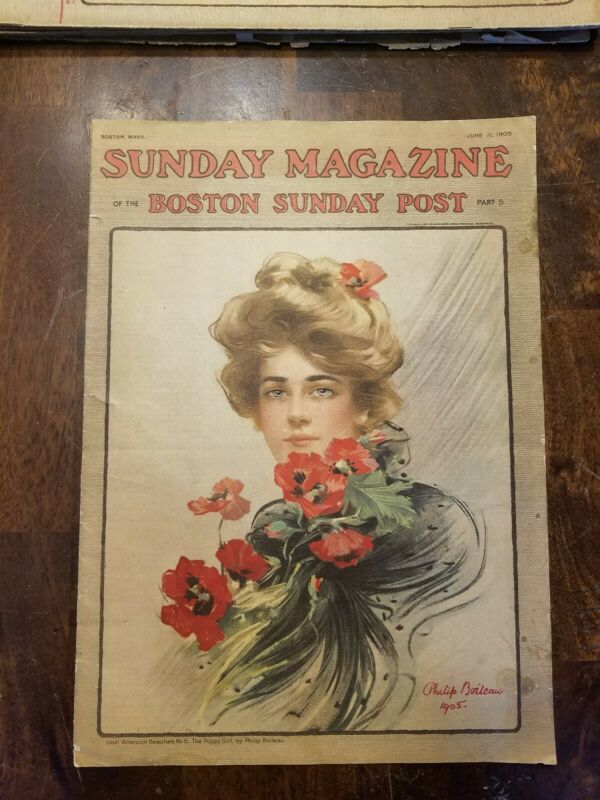 BOSTON, MASS.
JUNE 11, 1905
SUNDAY MAGAZINE
OF THE BOSTON SUNDAY POST PART 5
Philip Boileau
1905-
Ideal American Beauties, No. 6, The Poppy Girl, by Philip Boileau